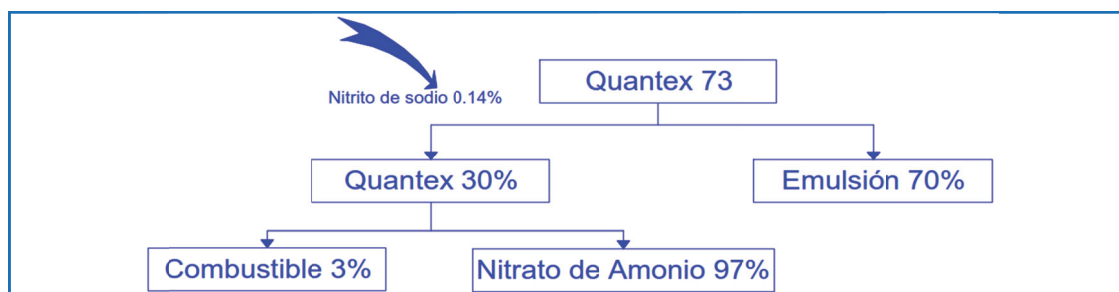 Quantex 73
Nitrito de sodio 0.14%
Quantex 30%
Emulsión 70%
Combustible 3%
Nitrato de Amonio 97%